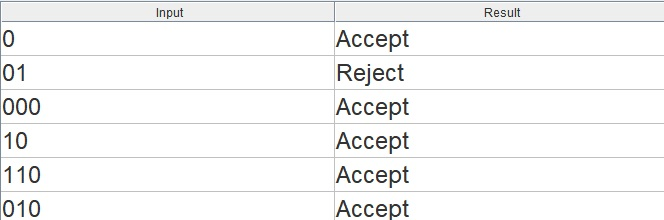 Input Result
0 Accept
01 Reject
000 Accept
10 Accept
110 Accept
010 Accept